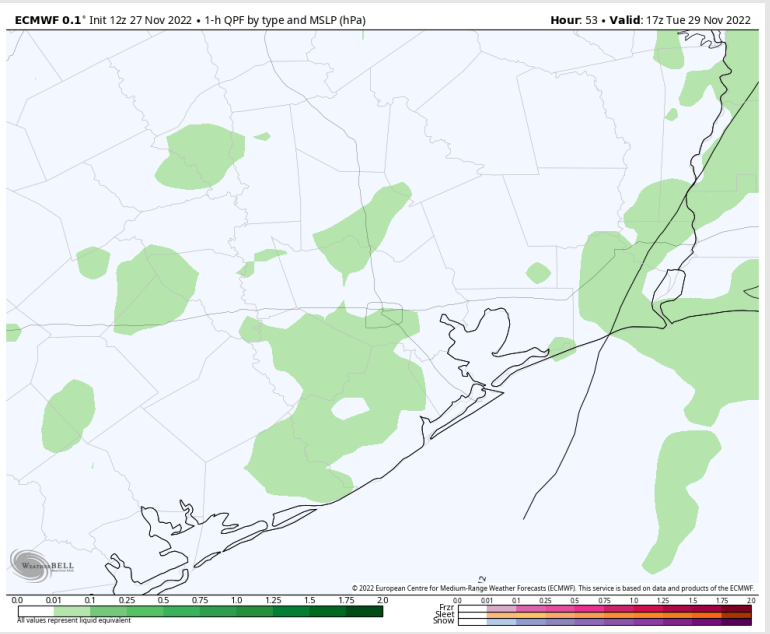 ECMWF 0.1° Init 12z 27 Nov 2022 • 1-h QPF by type and MSLP (hPa)
Hour: 53 • Valid: 17z Tue 29 Nov 2022
WEATHERBELL
© 2022 European Centre for Medium-Range Weather Forecasts (ECMWF). This service is based on data and products of the ECMWF.
0.0 0.01 0.1 0.25 0.5 0.75 1.0 1.25 1.5 1.75 2.0
All values represent liquid equivalent
0.0 0.01 0.1 0.25 0.5 0.75 1.0 1.25 1.5 1.75 2.0
Frzr
Sleet
Snow